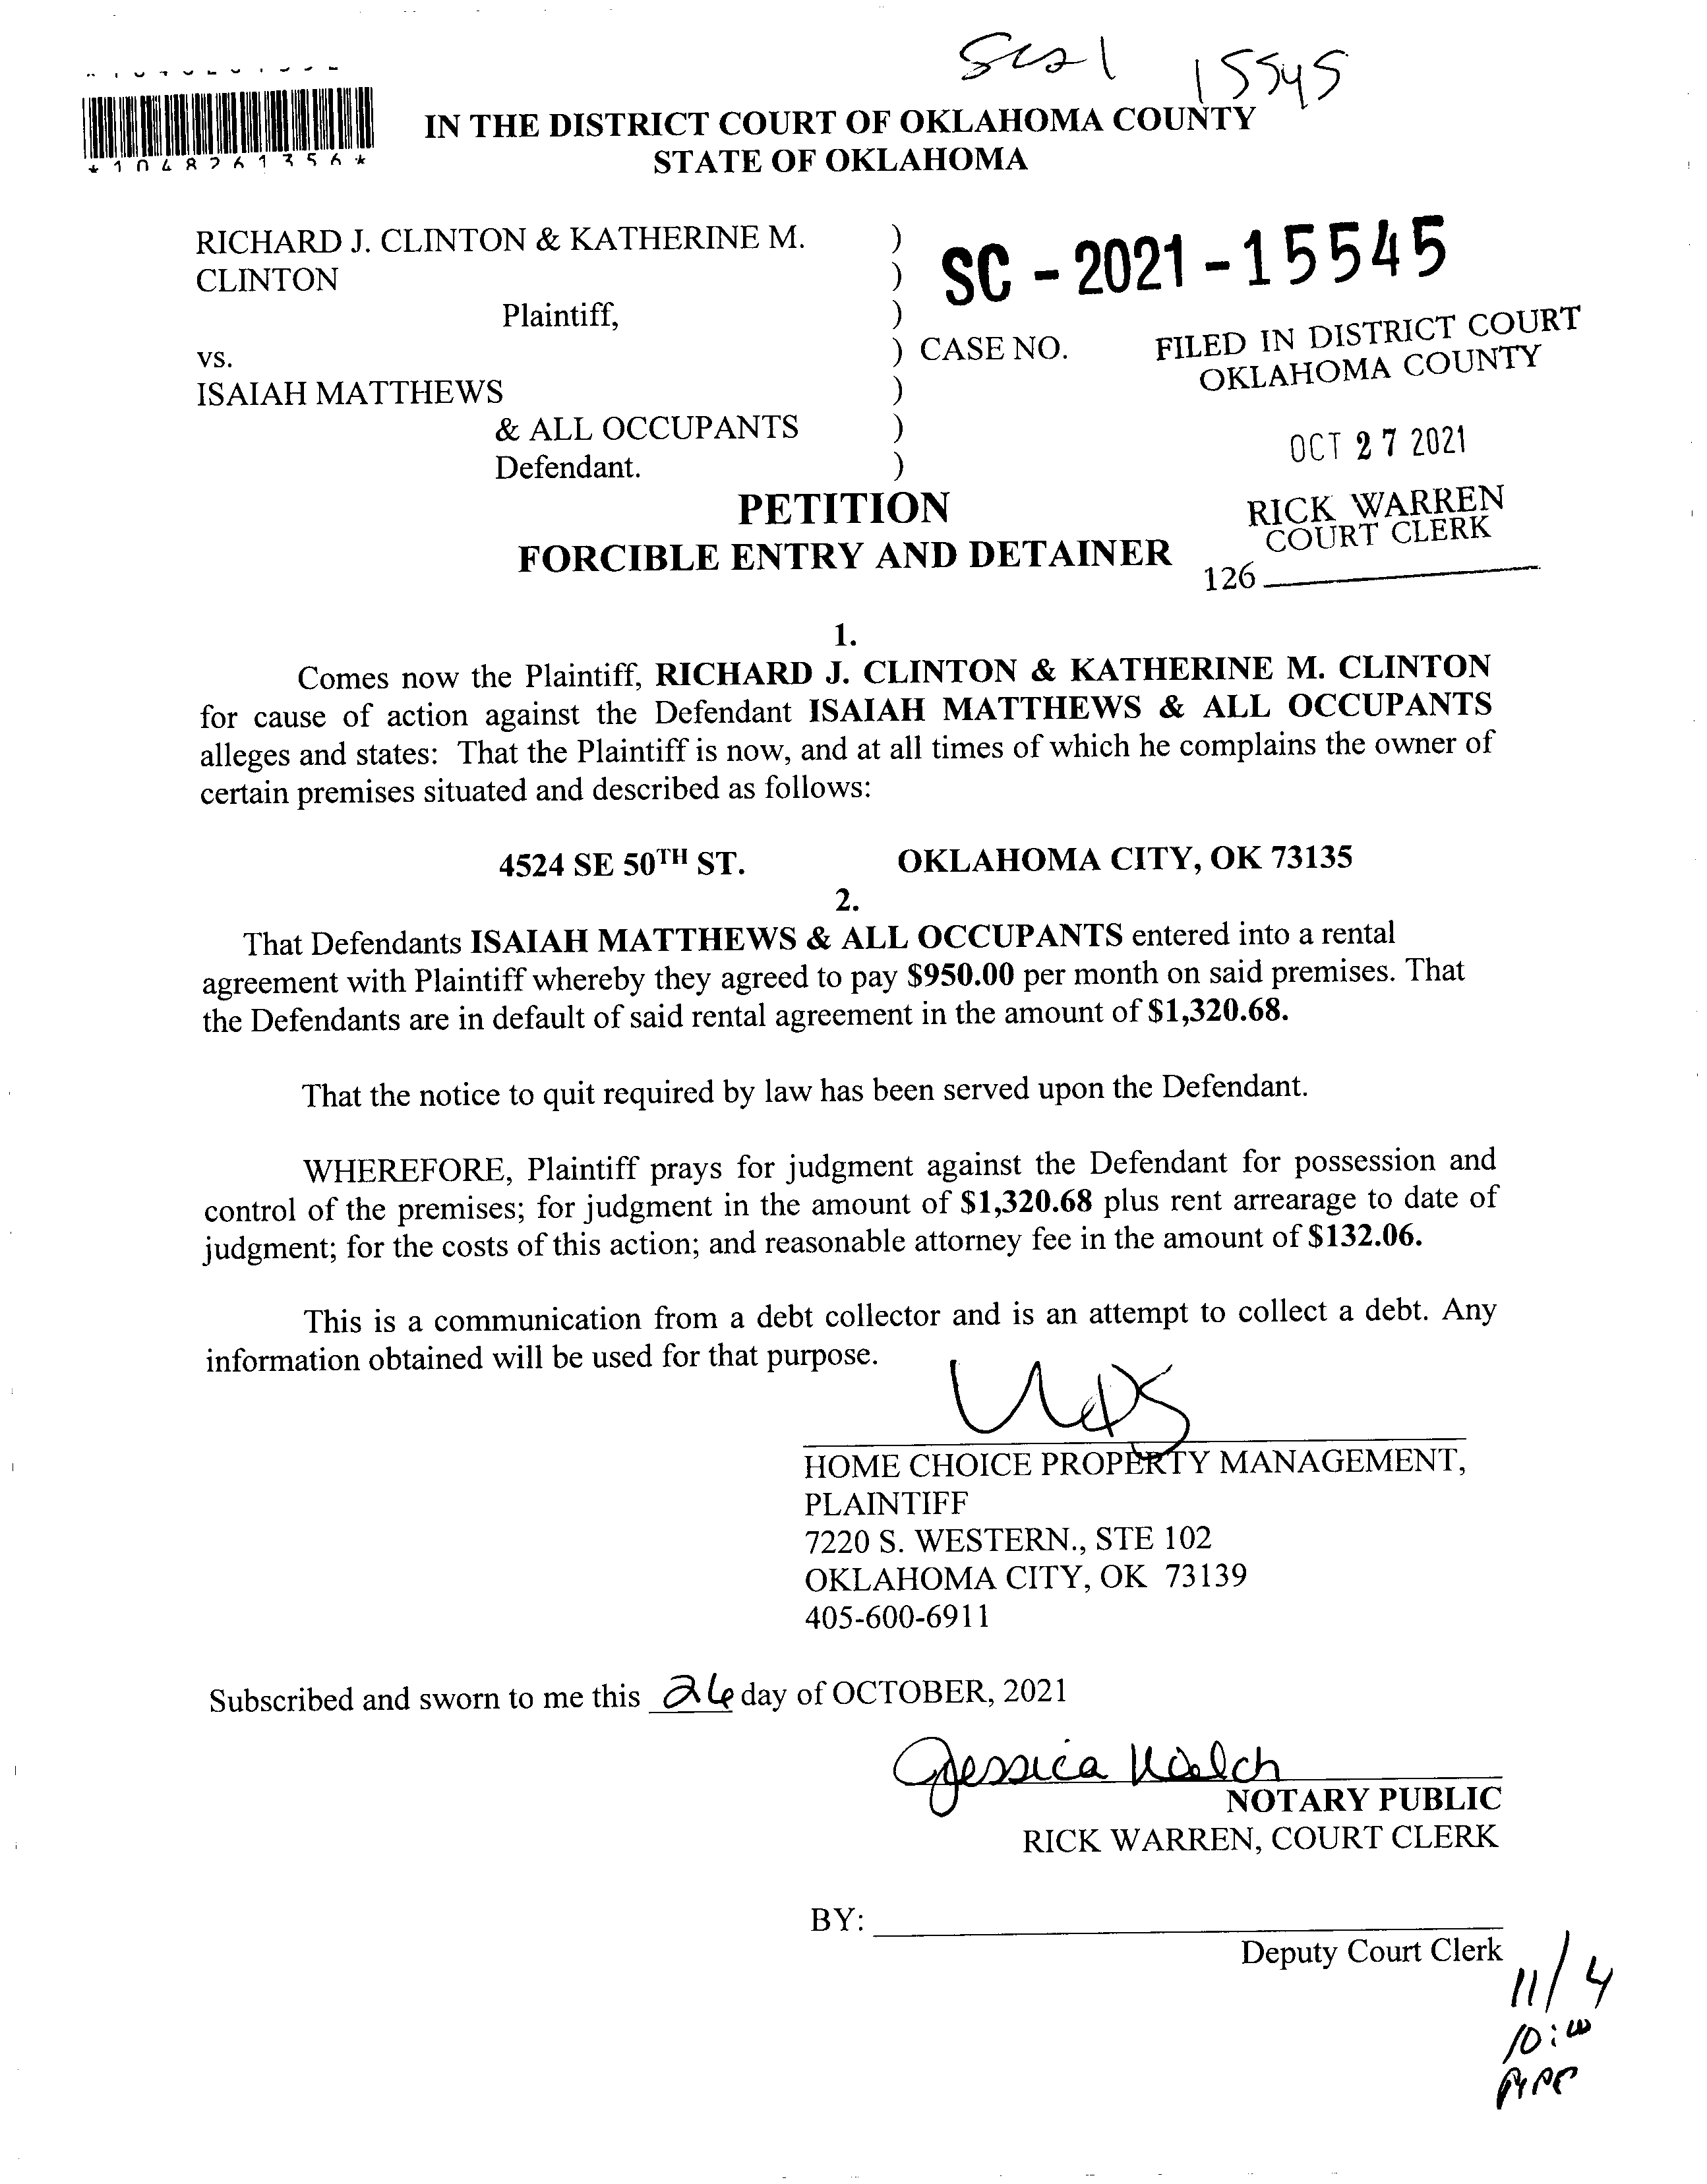 15545
*1048261356*
IN THE DISTRICT COURT OF OKLAHOMA COUNTY
STATE OF OKLAHOMA
RICHARD J. CLINTON & KATHERINE M. )
CLINTON )
Plaintiff, )
vs. ) CASE NO.
ISAIAH MATTHEWS )
& ALL OCCUPANTS )
Defendant. )
SC - 2021 - 15545
FILED IN DISTRICT COURT
OKLAHOMA COUNTY
OCT 27 2021
RICK WARREN
COURT CLERK
126
PETITION
FORCIBLE ENTRY AND DETAINER
1.
Comes now the Plaintiff, RICHARD J. CLINTON & KATHERINE M. CLINTON
for cause of action against the Defendant ISAIAH MATTHEWS & ALL OCCUPANTS
alleges and states: That the Plaintiff is now, and at all times of which he complains the owner of
certain premises situated and described as follows:
4524 SE 50TH ST. OKLAHOMA CITY, OK 73135
2.
That Defendants ISAIAH MATTHEWS & ALL OCCUPANTS entered into a rental
agreement with Plaintiff whereby they agreed to pay $950.00 per month on said premises. That
the Defendants are in default of said rental agreement in the amount of $1,320.68.
That the notice to quit required by law has been served upon the Defendant.
WHEREFORE, Plaintiff prays for judgment against the Defendant for possession and
control of the premises; for judgment in the amount of $1,320.68 plus rent arrearage to date of
judgment; for the costs of this action; and reasonable attorney fee in the amount of $132.06.
This is a communication from a debt collector and is an attempt to collect a debt. Any
information obtained will be used for that purpose.
HOME CHOICE PROPERTY MANAGEMENT,
PLAINTIFF
7220 S. WESTERN., STE 102
OKLAHOMA CITY, OK 73139
405-600-6911
Subscribed and sworn to me this 26 day of OCTOBER, 2021
Jessica Walch
NOTARY PUBLIC
RICK WARREN, COURT CLERK
BY:
Deputy Court Clerk
11/4